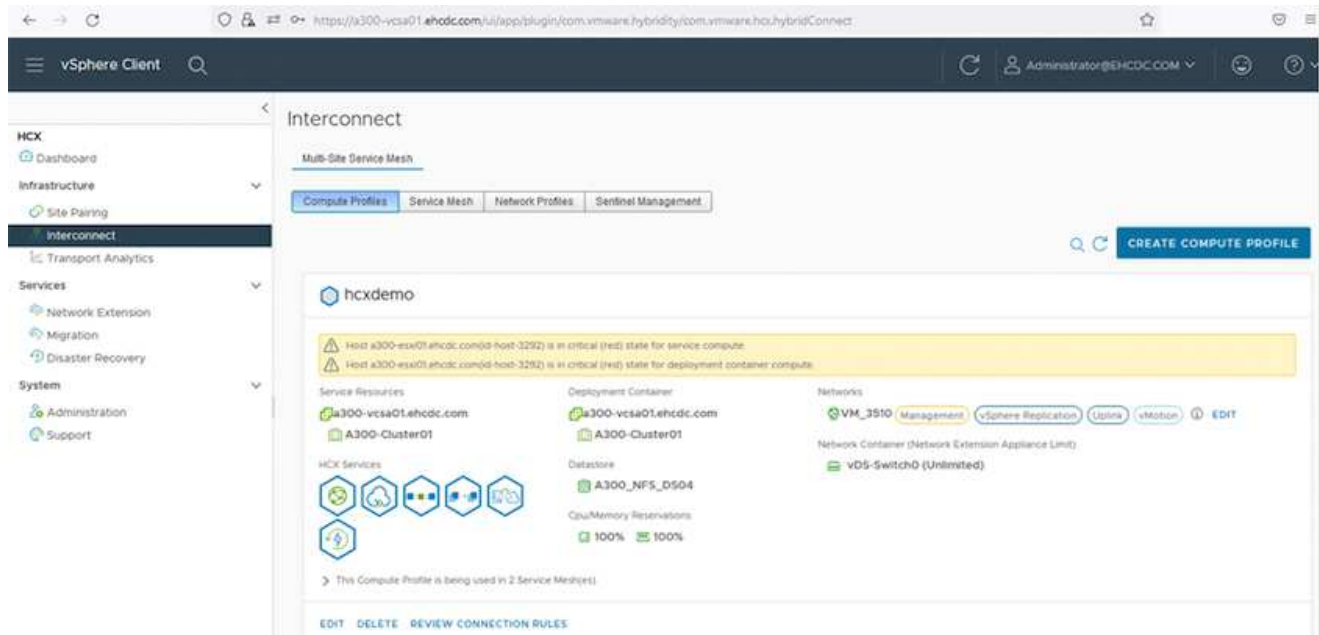 https://a300-vcsa01.ehcdc.com/ui/app/plugin/com.vmware.hybridity/com.vmware.hcx.hybridConnect
vSphere Client
Administrator@EHCDC.COM
HCX
Dashboard
Infrastructure
Site Pairing
Interconnect
Transport Analytics
Services
Network Extension
Migration
Disaster Recovery
System
Administration
Support
Interconnect
Multi-Site Service Mesh
Compute Profiles Service Mesh Network Profiles Sentinel Management
CREATE COMPUTE PROFILE
hcxdemo
Host a300-esxi01.ehcdc.com(id-host-3292) is in critical (red) state for service compute
Host a300-esxi01.ehcdc.com(id-host-3292) is in critical (red) state for deployment container compute.
Service Resources
a300-vcsa01.ehcdc.com
A300-Cluster01
HCX Services
Deployment Container
a300-vcsa01.ehcdc.com
A300-Cluster01
Datastore
A300_NFS_DS04
Cpu/Memory Reservations
100% 100%
Networks
VM_3510 Management vSphere Replication Uplink vMotion EDIT
Network Container (Network Extension Appliance Limit)
vDS-Switch0 (Unlimited)
This Compute Profile is being used in 2 Service Mesh(es)
EDIT DELETE REVIEW CONNECTION RULES